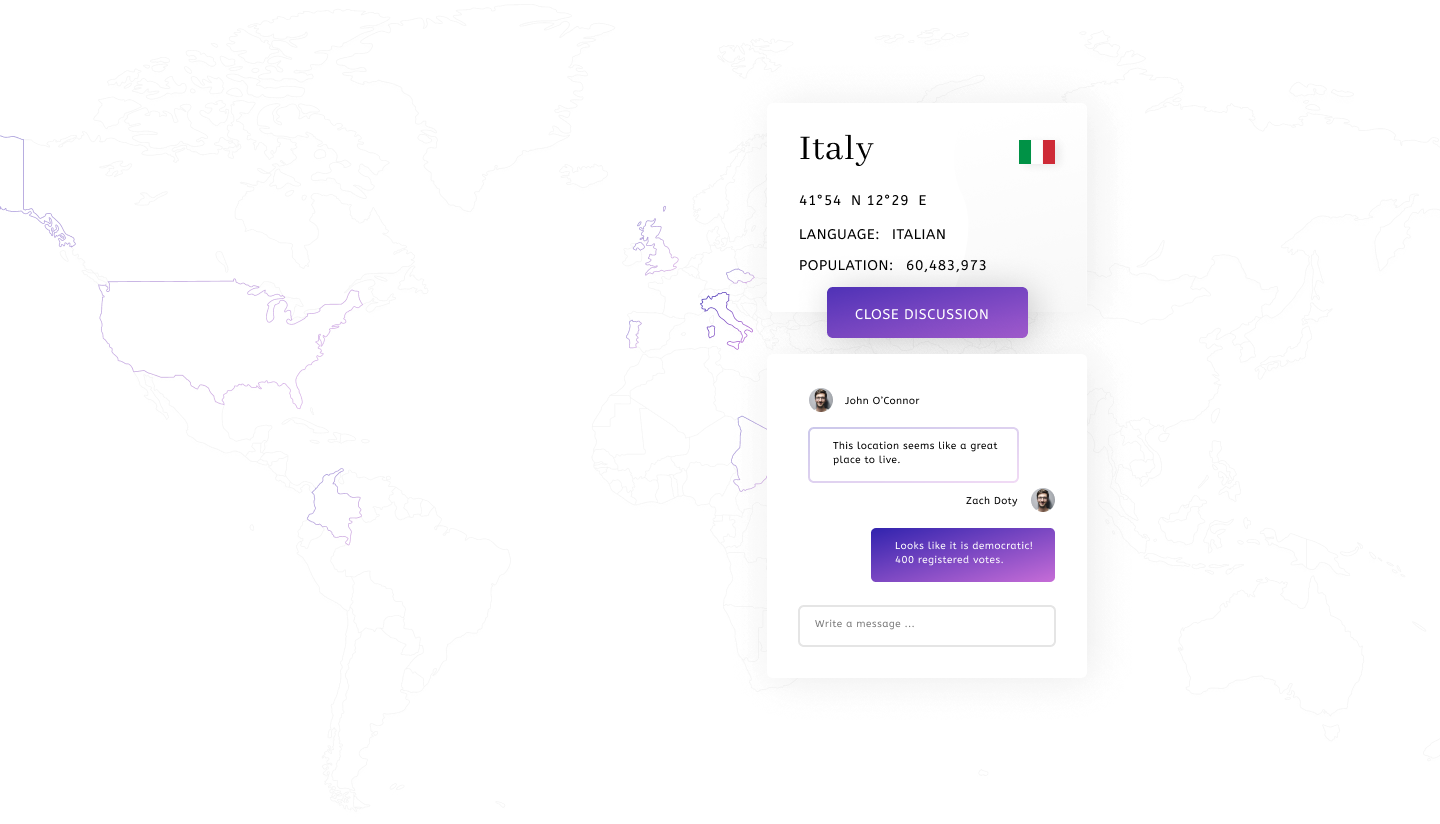 Italy
41°54  N 12°29  E
LANGUAGE:  ITALIAN
POPULATION:  60,483,973
CLOSE DISCUSSION
John O'Connor
This location seems like a great
place to live.
Zach Doty
Looks like it is democratic!
400 registered votes.
Write a message ...